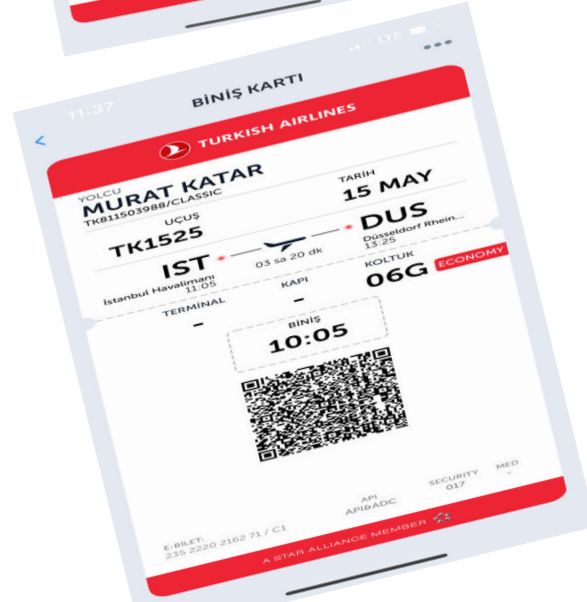 LTE
11:37
BİNİŞ KARTI
TURKISH AIRLINES
YOLCU
MURAT KATAR
TK811503988/CLASSIC
UÇUŞ
TARİH
TK1525
15 MAY
IST
03 sa 20 dk
DUS
İstanbul Havalimanı
Düsseldorf Rhein...
11:05
13:25
TERMİNAL
KAPI
KOLTUK
-
-
06G ECONOMY
BİNİŞ
10:05
E-BİLET:
235 2220 2162 71 / C1
API
API&ADC
SECURITY
017
MED
-
A STAR ALLIANCE MEMBER